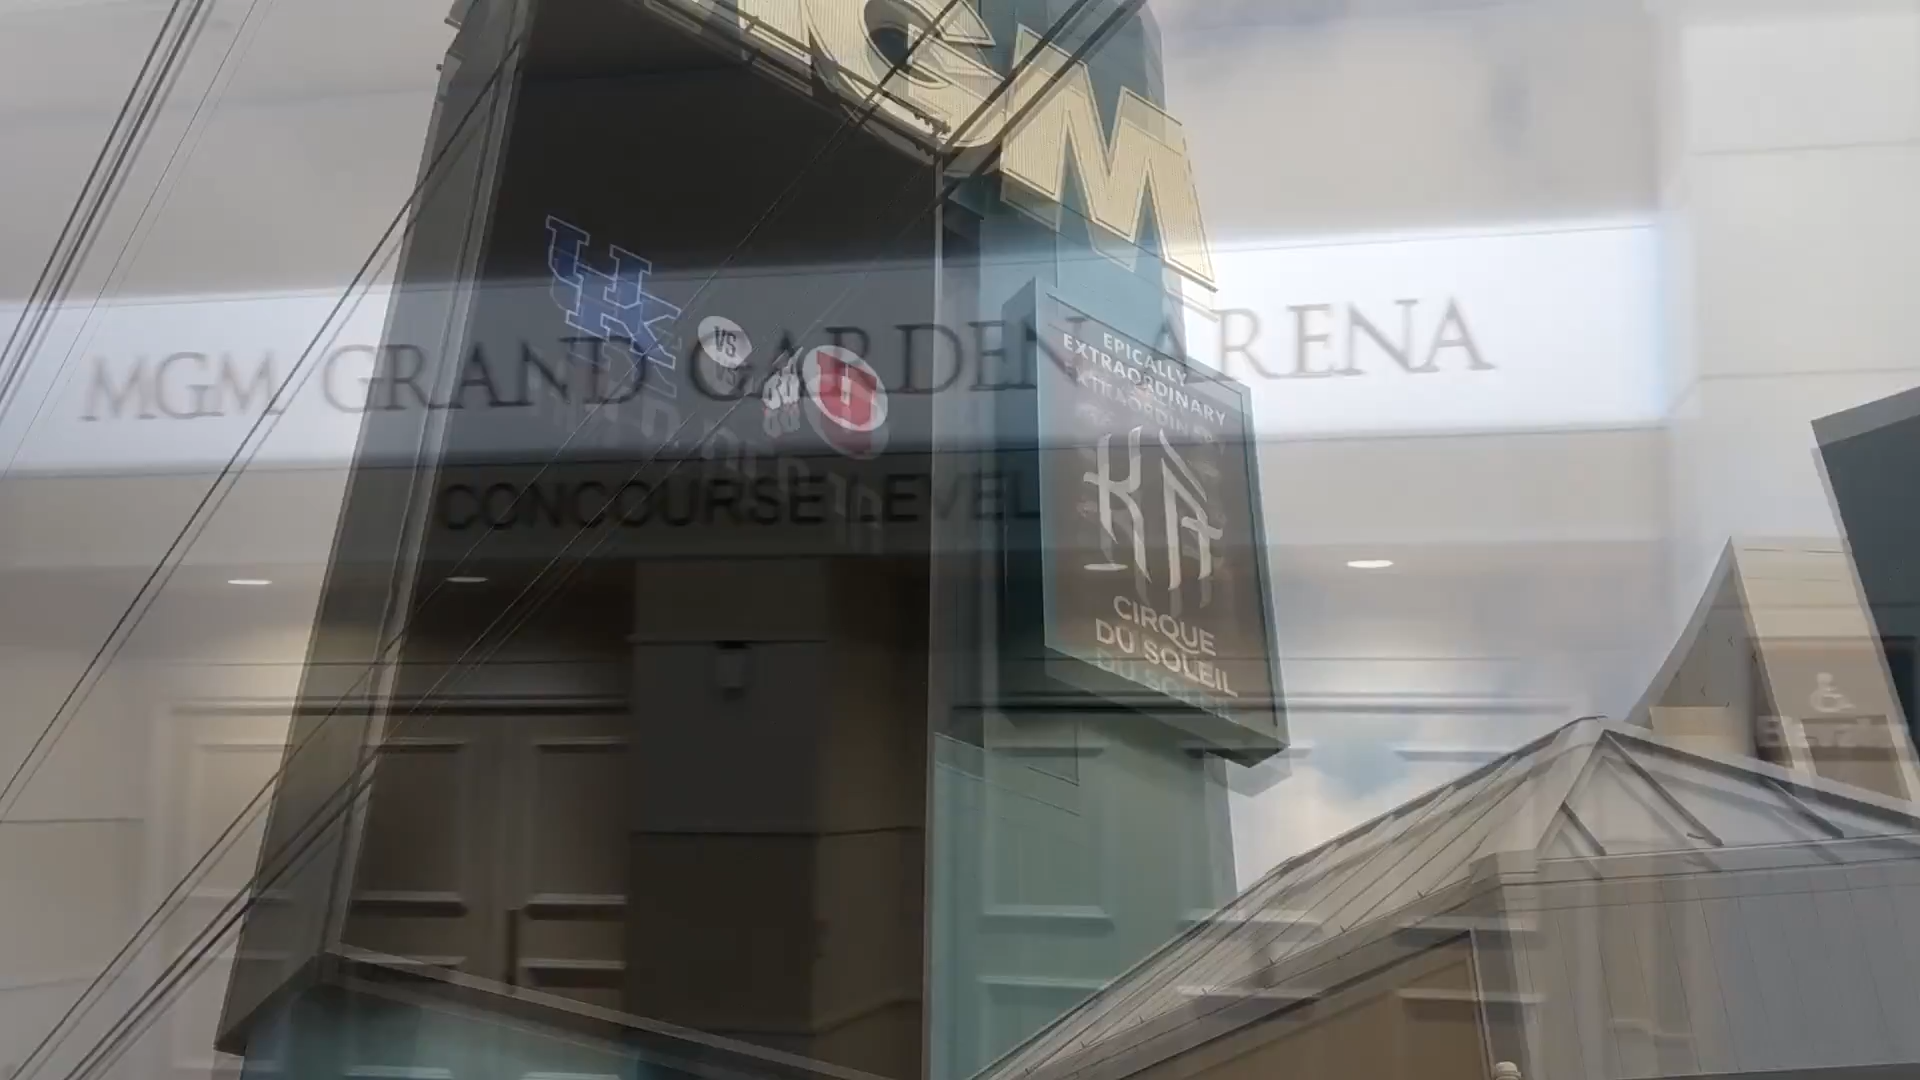 MGM
UK
VS
U
MGM GRAND GARDEN ARENA
CONCOURSE LEVEL
EPICALLY
EXTRAORDINARY
KÀ
CIRQUE
DU SOLEIL